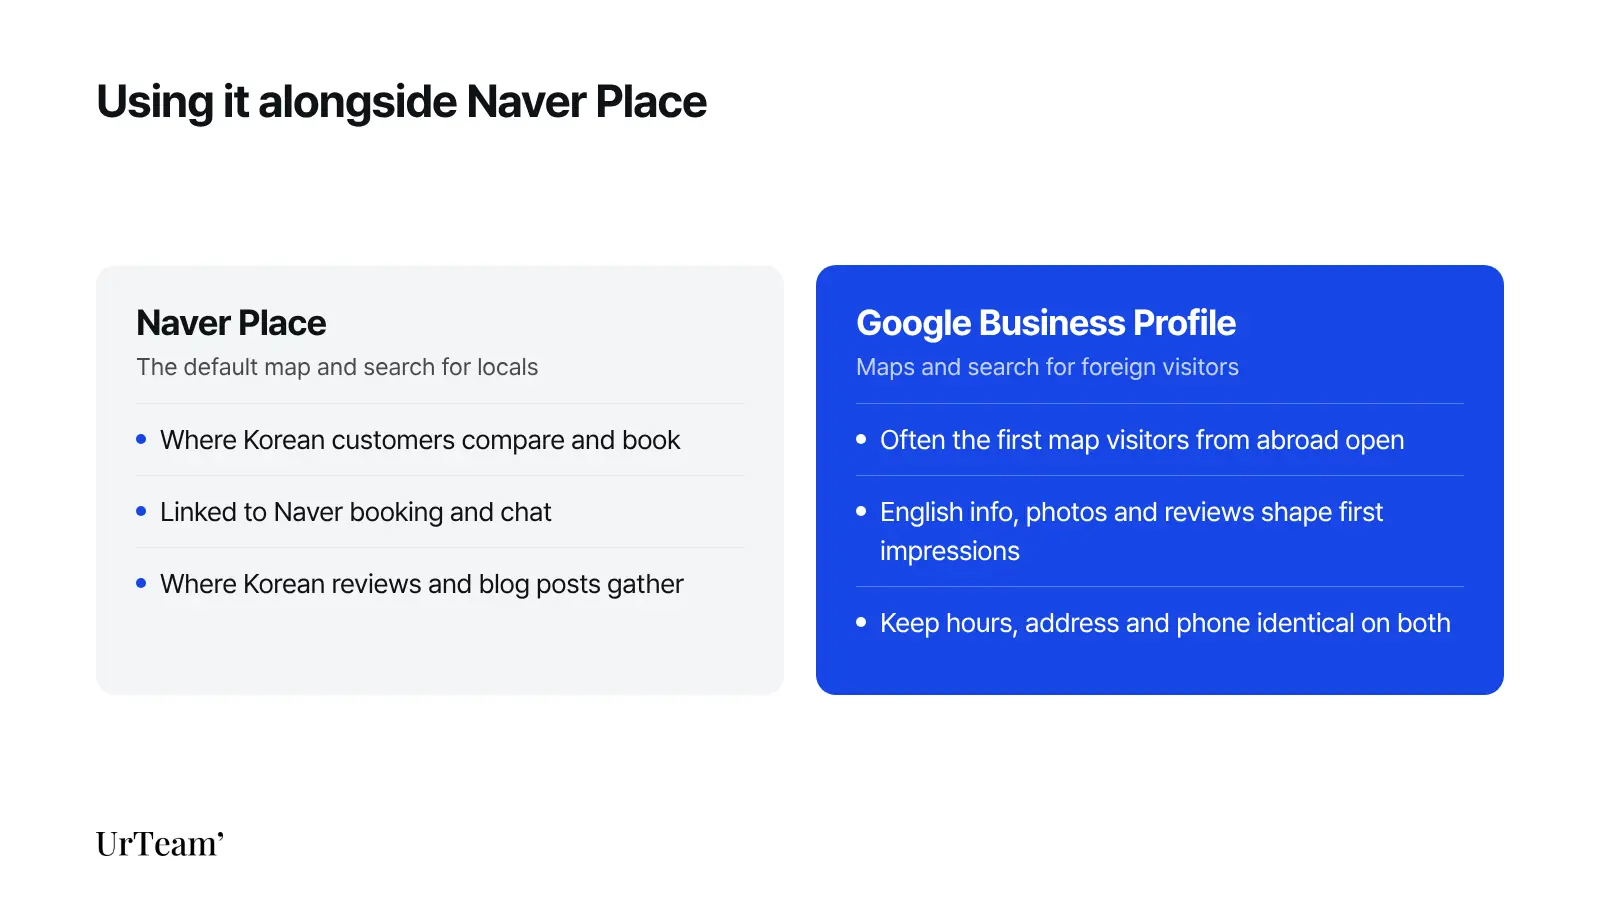 Using it alongside Naver Place
Naver Place
The default map and search for locals
Where Korean customers compare and book
Linked to Naver booking and chat
Where Korean reviews and blog posts gather
Google Business Profile
Maps and search for foreign visitors
Often the first map visitors from abroad open
English info, photos and reviews shape first
impressions
Keep hours, address and phone identical on both
UrTeam’